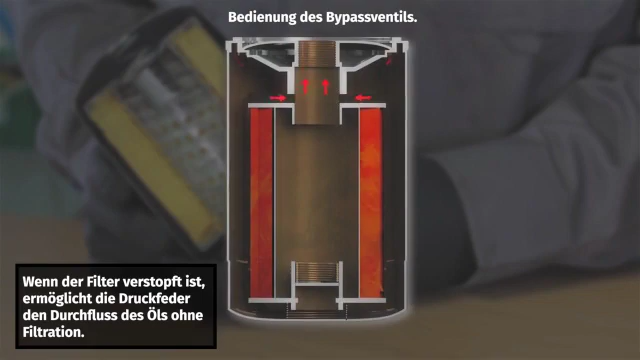 Bedienung des Bypassventils.
Wenn der Filter verstopft ist,
ermöglicht die Druckfeder
den Durchfluss des Öls ohne
Filtration.